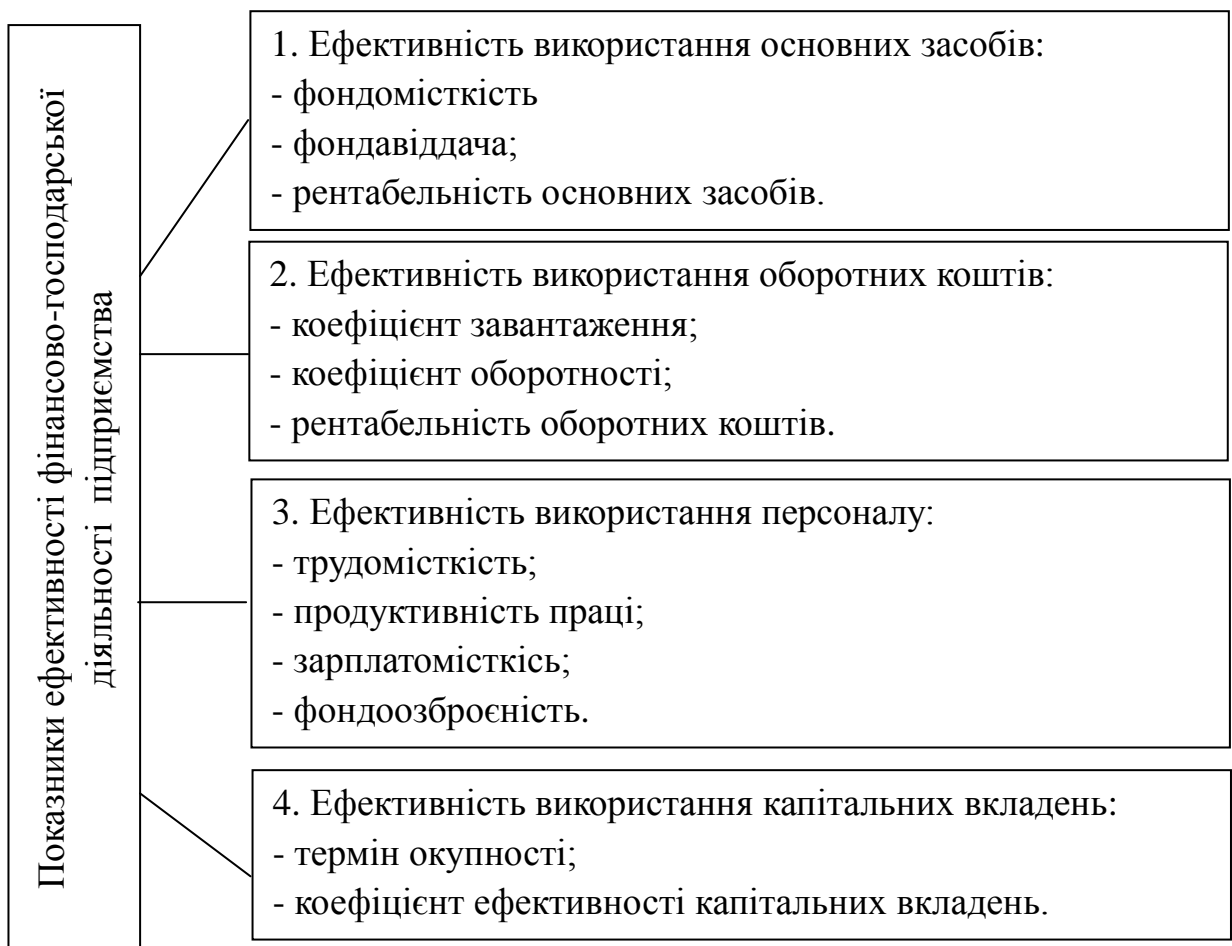 Показники ефективності фінансово-господарської
діяльності підприємства
1. Ефективність використання основних засобів:
- фондомісткість
- фондавіддача;
- рентабельність основних засобів.
2. Ефективність використання оборотних коштів:
- коефіцієнт завантаження;
- коефіцієнт оборотності;
- рентабельність оборотних коштів.
3. Ефективність використання персоналу:
- трудомісткість;
- продуктивність праці;
- зарплатомісткісь;
- фондоозброєність.
4. Ефективність використання капітальних вкладень:
- термін окупності;
- коефіцієнт ефективності капітальних вкладень.